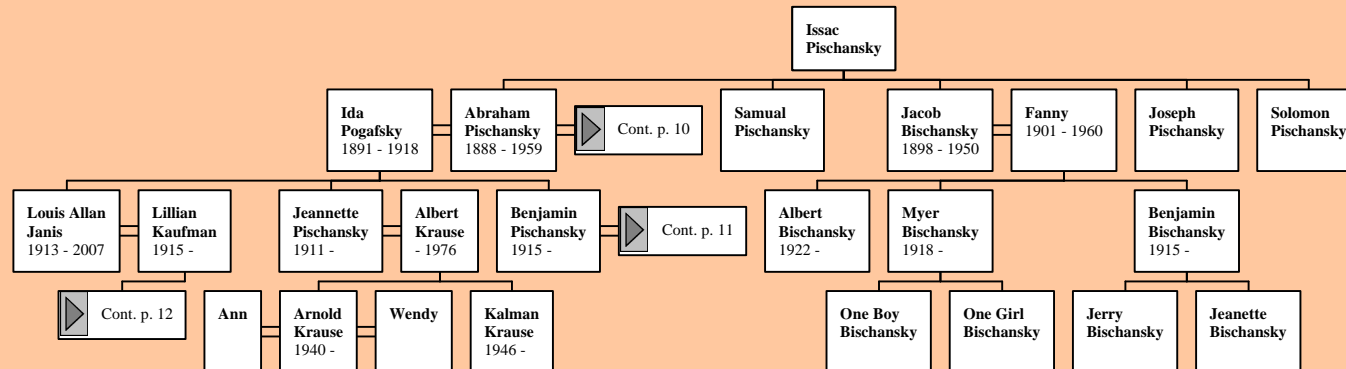 Issac
Pischansky
Ida
Pogafsky
1891 - 1918
Abraham
Pischansky
1888 - 1959
Cont. p. 10
Samual
Pischansky
Jacob
Bischansky
1898 - 1950
Fanny
1901 - 1960
Joseph
Pischansky
Solomon
Pischansky
Louis Allan
Janis
1913 - 2007
Lillian
Kaufman
1915 -
Jeannette
Pischansky
1911 -
Albert
Krause
- 1976
Benjamin
Pischansky
1915 -
Cont. p. 11
Albert
Bischansky
1922 -
Myer
Bischansky
1918 -
Benjamin
Bischansky
1915 -
Cont. p. 12
Ann
Arnold
Krause
1940 -
Wendy
Kalman
Krause
1946 -
One Boy
Bischansky
One Girl
Bischansky
Jerry
Bischansky
Jeanette
Bischansky